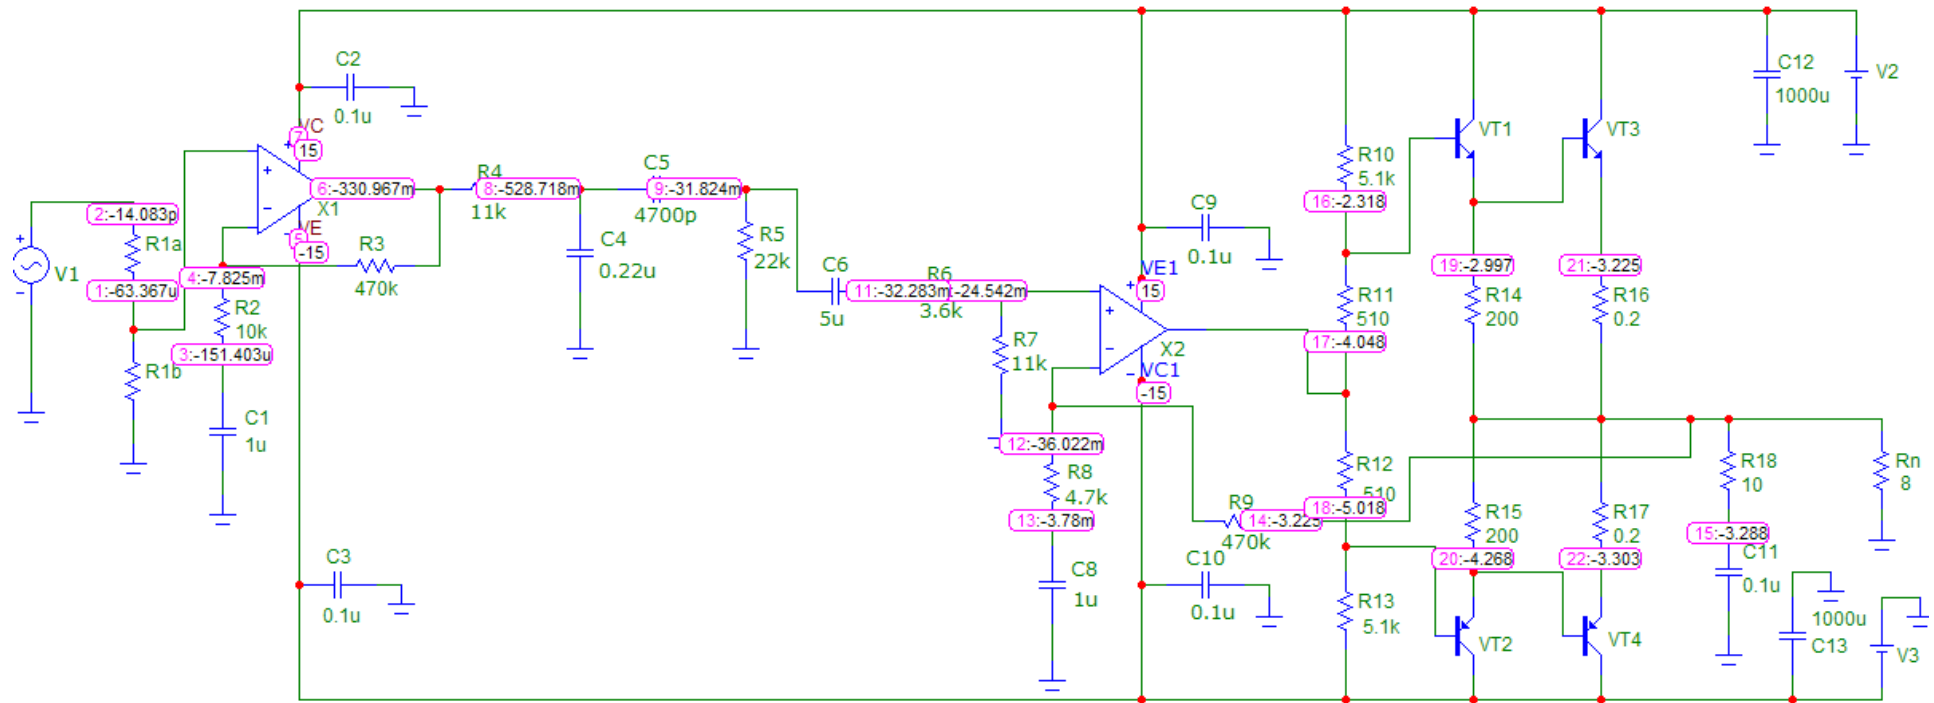 C2
0.1u
VC
7
15
2:-14.083p
R1a
V1
1:-63.367u
R1b
6:-330.967m
X1
VE
5
-15
4:-7.825m
R3
470k
R2
10k
3:-151.403u
C1
1u
C3
0.1u
R4
8:-528.718m
11k
C4
0.22u
C5
9:-31.824m
4700p
R5
22k
C6
5u
R6
11:-32.283m
-24.542m
3.6k
R7
11k
C9
0.1u
VE1
15
X2
VC1
-15
12:-36.022m
R8
4.7k
13:-3.78m
C8
1u
R9
14:-3.225
470k
C10
0.1u
R10
5.1k
16:-2.318
R11
510
17:-4.048
R12
510
18:-5.018
R13
5.1k
VT1
VT3
19:-2.997
21:-3.225
R14
200
R16
0.2
R15
200
R17
0.2
20:-4.268
22:-3.303
VT2
VT4
C12
1000u
V2
R18
10
Rn
8
15:-3.288
C11
0.1u
1000u
C13
V3